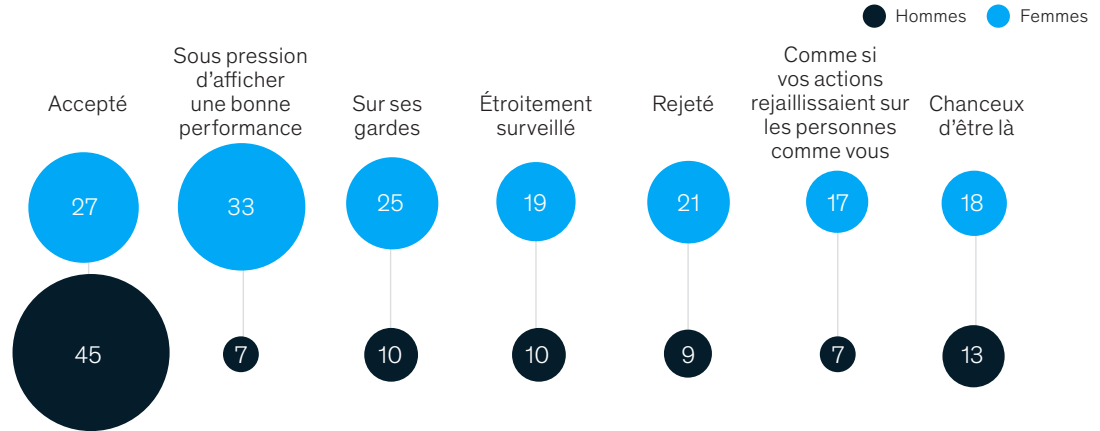 Hommes
Femmes
Accepté
Sous pression
d’afficher
une bonne
performance
Sur ses
gardes
Étroitement
surveillé
Rejeté
Comme si
vos actions
rejaillissaient sur
les personnes
comme vous
Chanceux
d’être là
27
33
25
19
21
17
18
45
7
10
10
9
7
13